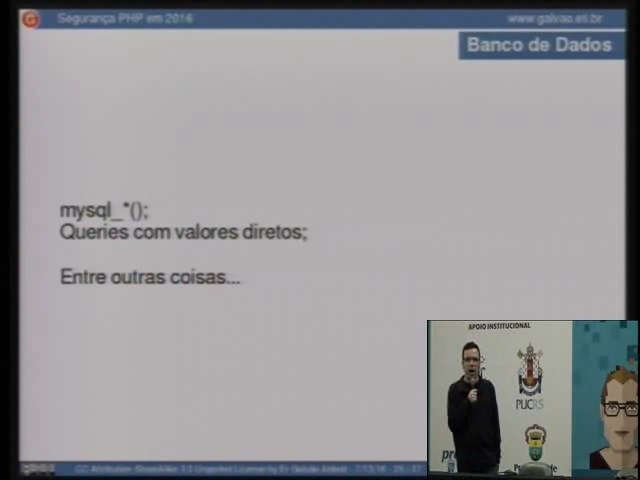 Segurança PHP em 2016
www.galvao.eti.br
Banco de Dados
mysql_*();
Queries com valores diretos;
Entre outras coisas...
APOIO INSTITUCIONAL
PUCRS